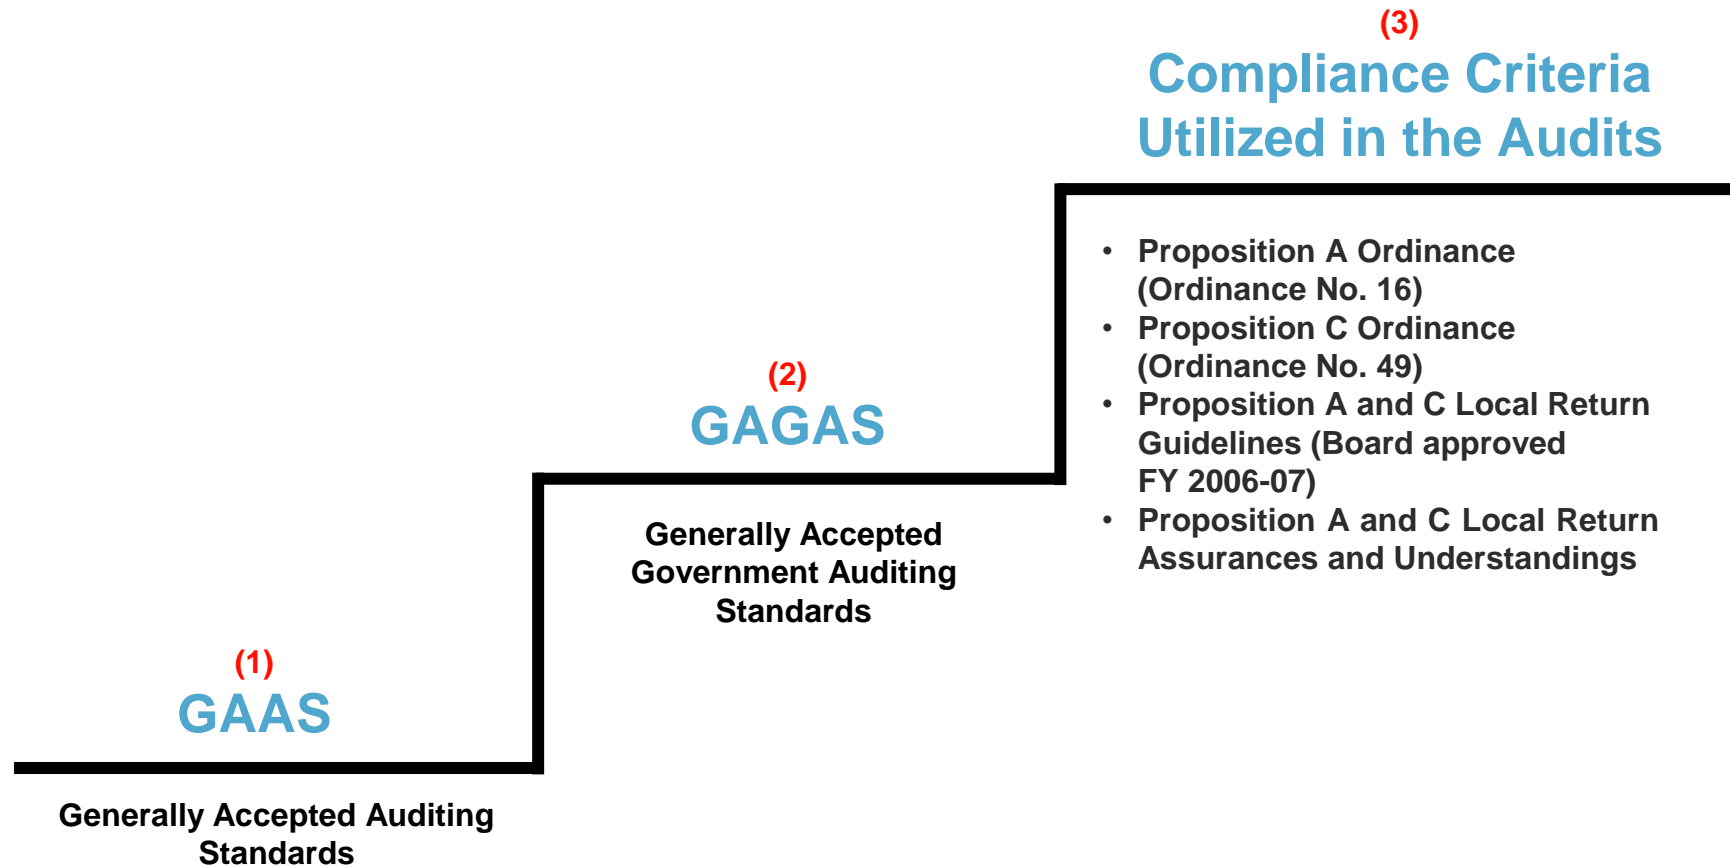 (1)
GAAS
Generally Accepted Auditing
Standards
(2)
GAGAS
Generally Accepted
Government Auditing
Standards
(3)
Compliance Criteria
Utilized in the Audits
• Proposition A Ordinance
(Ordinance No. 16)
• Proposition C Ordinance
(Ordinance No. 49)
• Proposition A and C Local Return
Guidelines (Board approved
FY 2006-07)
• Proposition A and C Local Return
Assurances and Understandings